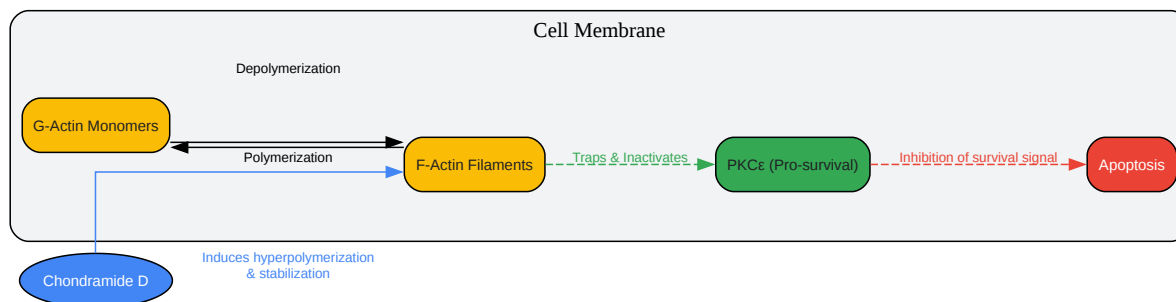 Cell Membrane
Depolymerization
G-Actin Monomers
Polymerization
F-Actin Filaments
Traps & Inactivates
PKCε (Pro-survival)
Inhibition of survival signal
Apoptosis
Induces hyperpolymerization
& stabilization
Chondramide D